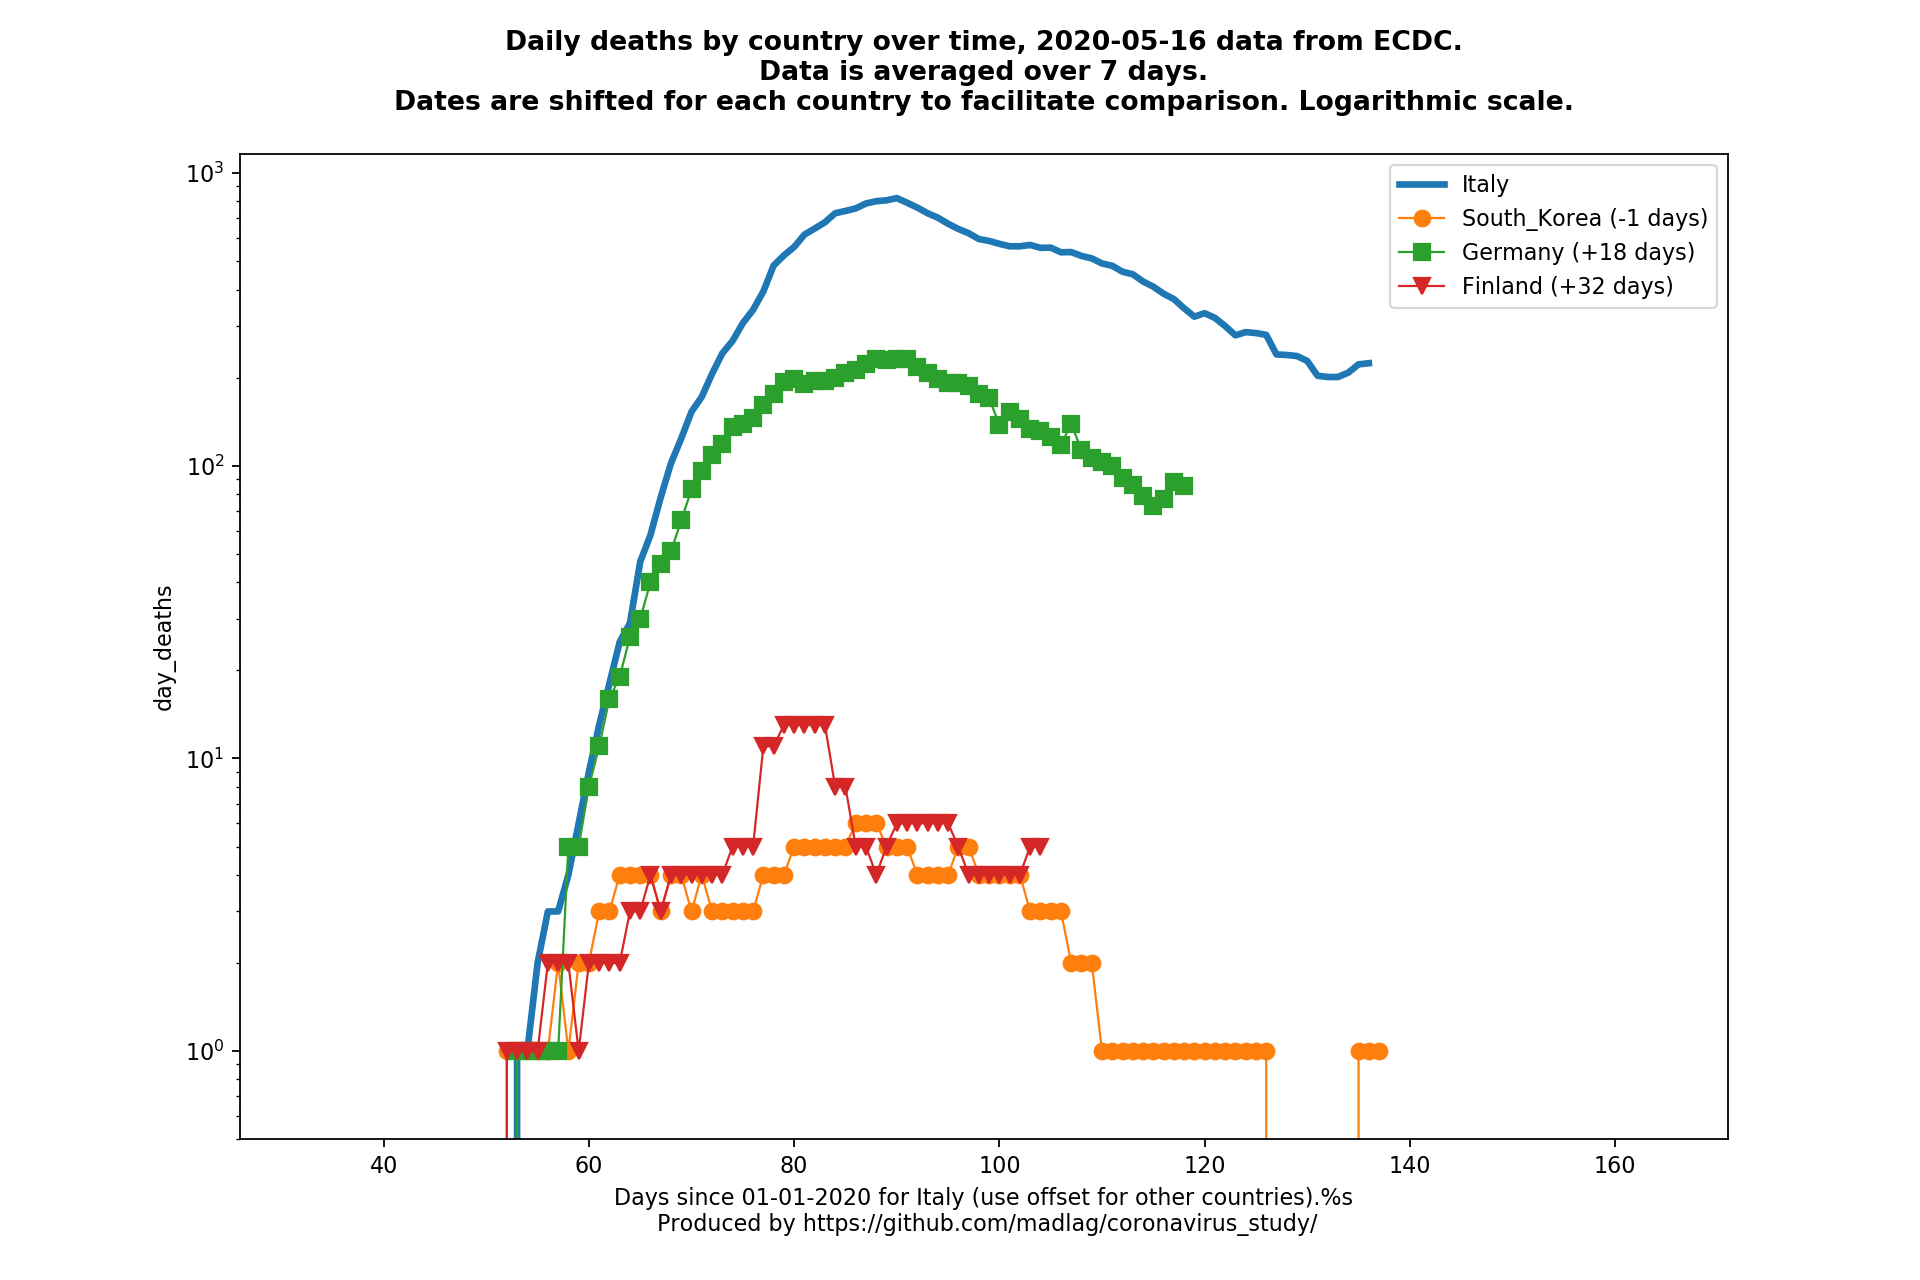 Daily deaths by country over time, 2020-05-16 data from ECDC.
Data is averaged over 7 days.
Dates are shifted for each country to facilitate comparison. Logarithmic scale.
10³
10²
10¹
10⁰
day_deaths
Italy
South_Korea (-1 days)
Germany (+18 days)
Finland (+32 days)
40 60 80 100 120 140 160
Days since 01-01-2020 for Italy (use offset for other countries).%s
Produced by https://github.com/madlag/coronavirus_study/